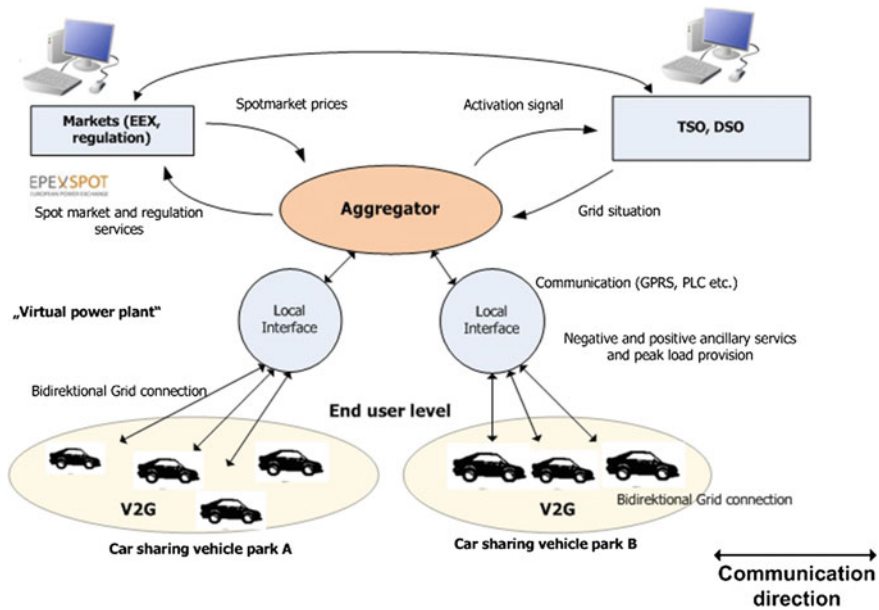 Markets (EEX,
regulation)
Spotmarket prices
Activation signal
TSO, DSO
EPEXSPOT
EUROPEAN POWER EXCHANGE
Spot market and regulation
services
Aggregator
Grid situation
Communication (GPRS, PLC etc.)
„Virtual power plant“
Local
Interface
Local
Interface
Negative and positive ancillary servics
and peak load provision
Bidirektional Grid connection
End user level
V2G
V2G
Bidirektional Grid connection
Car sharing vehicle park A
Car sharing vehicle park B
Communication
direction